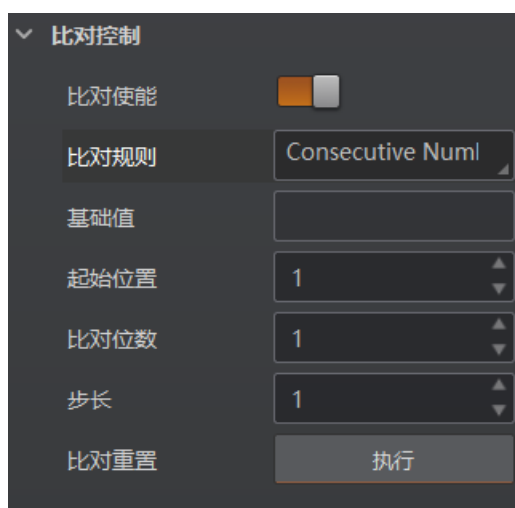 比对控制
比对使能
比对规则 Consecutive Numl
基础值
起始位置 1
比对位数 1
步长 1
比对重置 执行